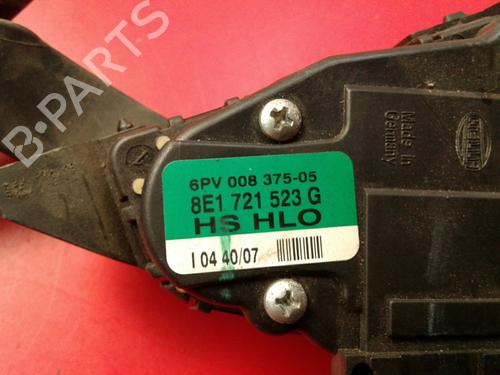 B-PARTS
6PV 008 375-05
8E1 721 523 G
HS HLO
I 04 40/07
Made in
Germany